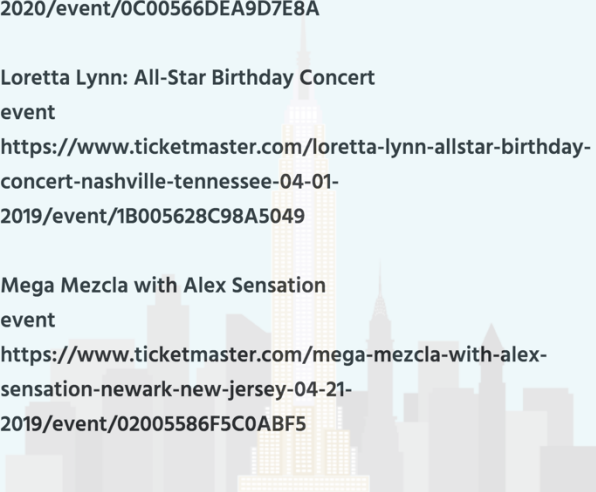 2020/event/0C00566DEA9D7E8A
Loretta Lynn: All-Star Birthday Concert
event
https://www.ticketmaster.com/loretta-lynn-allstar-birthday-
concert-nashville-tennessee-04-01-
2019/event/1B005628C98A5049
Mega Mezcla with Alex Sensation
event
https://www.ticketmaster.com/mega-mezcla-with-alex-
sensation-newark-new-jersey-04-21-
2019/event/02005586F5C0ABF5